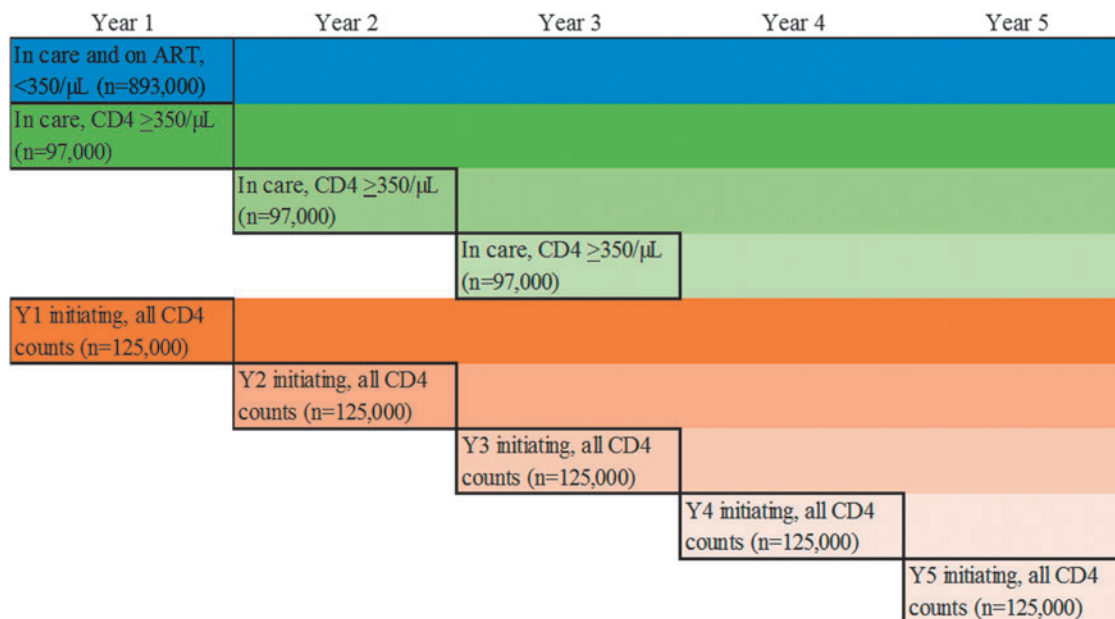 Year 1 Year 2 Year 3 Year 4 Year 5
In care and on ART,
<350/μL (n=893,000)
In care, CD4 ≥350/μL
(n=97,000)
In care, CD4 ≥350/μL
(n=97,000)
In care, CD4 ≥350/μL
(n=97,000)
Y1 initiating, all CD4
counts (n=125,000)
Y2 initiating, all CD4
counts (n=125,000)
Y3 initiating, all CD4
counts (n=125,000)
Y4 initiating, all CD4
counts (n=125,000)
Y5 initiating, all CD4
counts (n=125,000)